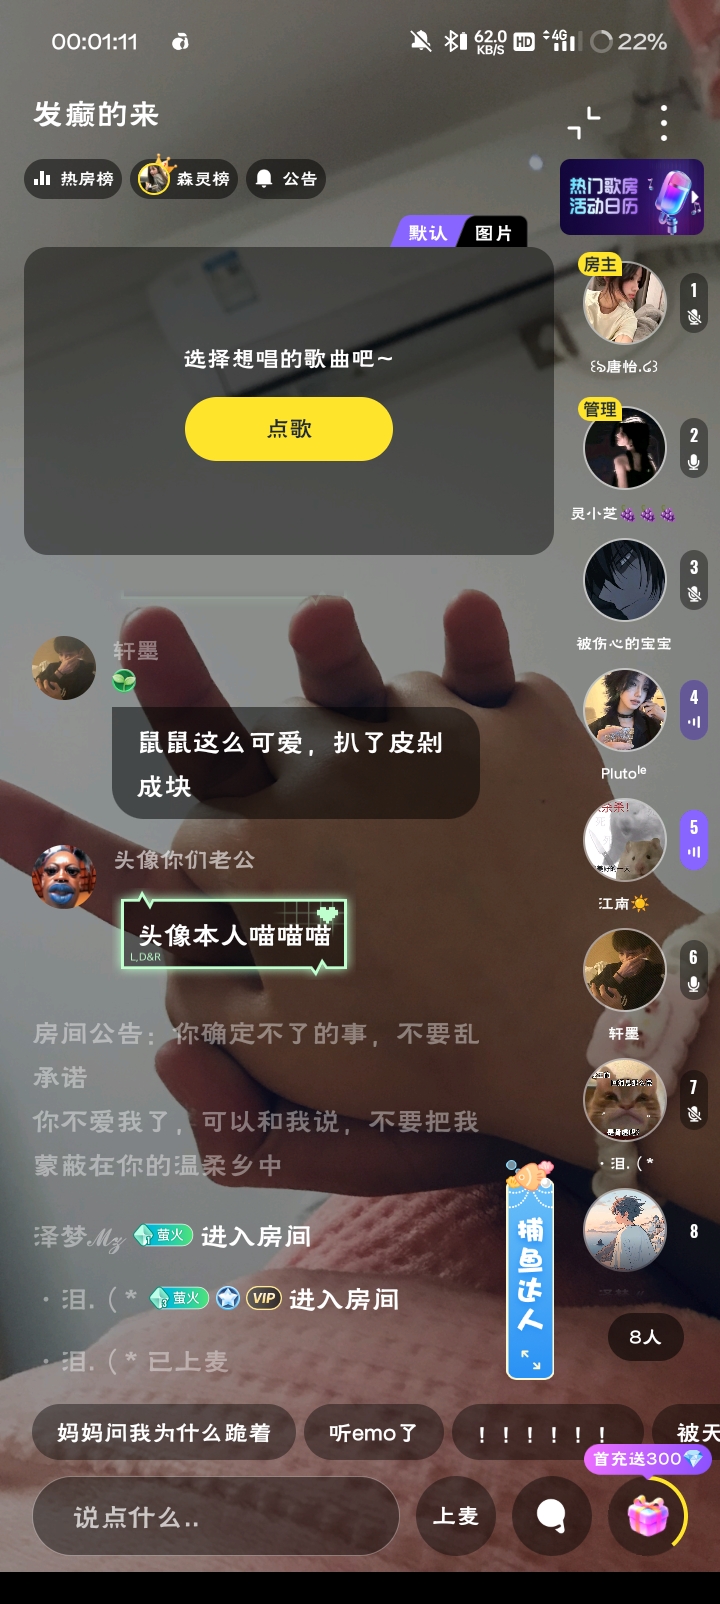 00:01:11
62.0
KB/S
HD
4G
22%
发癫的来
热房榜
森灵榜
公告
热门歌房
活动日历
默认
图片
选择想唱的歌曲吧~
点歌
房主
1
꒰ঌ唐怡.໒꒱
管理
2
灵小芝🍇🍇🍇
3
被伤心的宝宝
4
Plutoˡᵉ
5
江南☀️
6
轩墨
7
·泪.（*
8
8人
轩墨
鼠鼠这么可爱，扒了皮剁
成块
头像你们老公
头像本人喵喵喵
L,D&R
房间公告：你确定不了的事，不要乱
承诺
你不爱我了，可以和我说，不要把我
蒙蔽在你的温柔乡中
泽梦ℳ𝓏 萤火 进入房间
·泪.（* 萤火 VIP 进入房间
·泪.（* 已上麦
捕鱼达人
妈妈问我为什么跪着
听emo了
！！！！！！
被天
首充送300💎
说点什么..
上麦